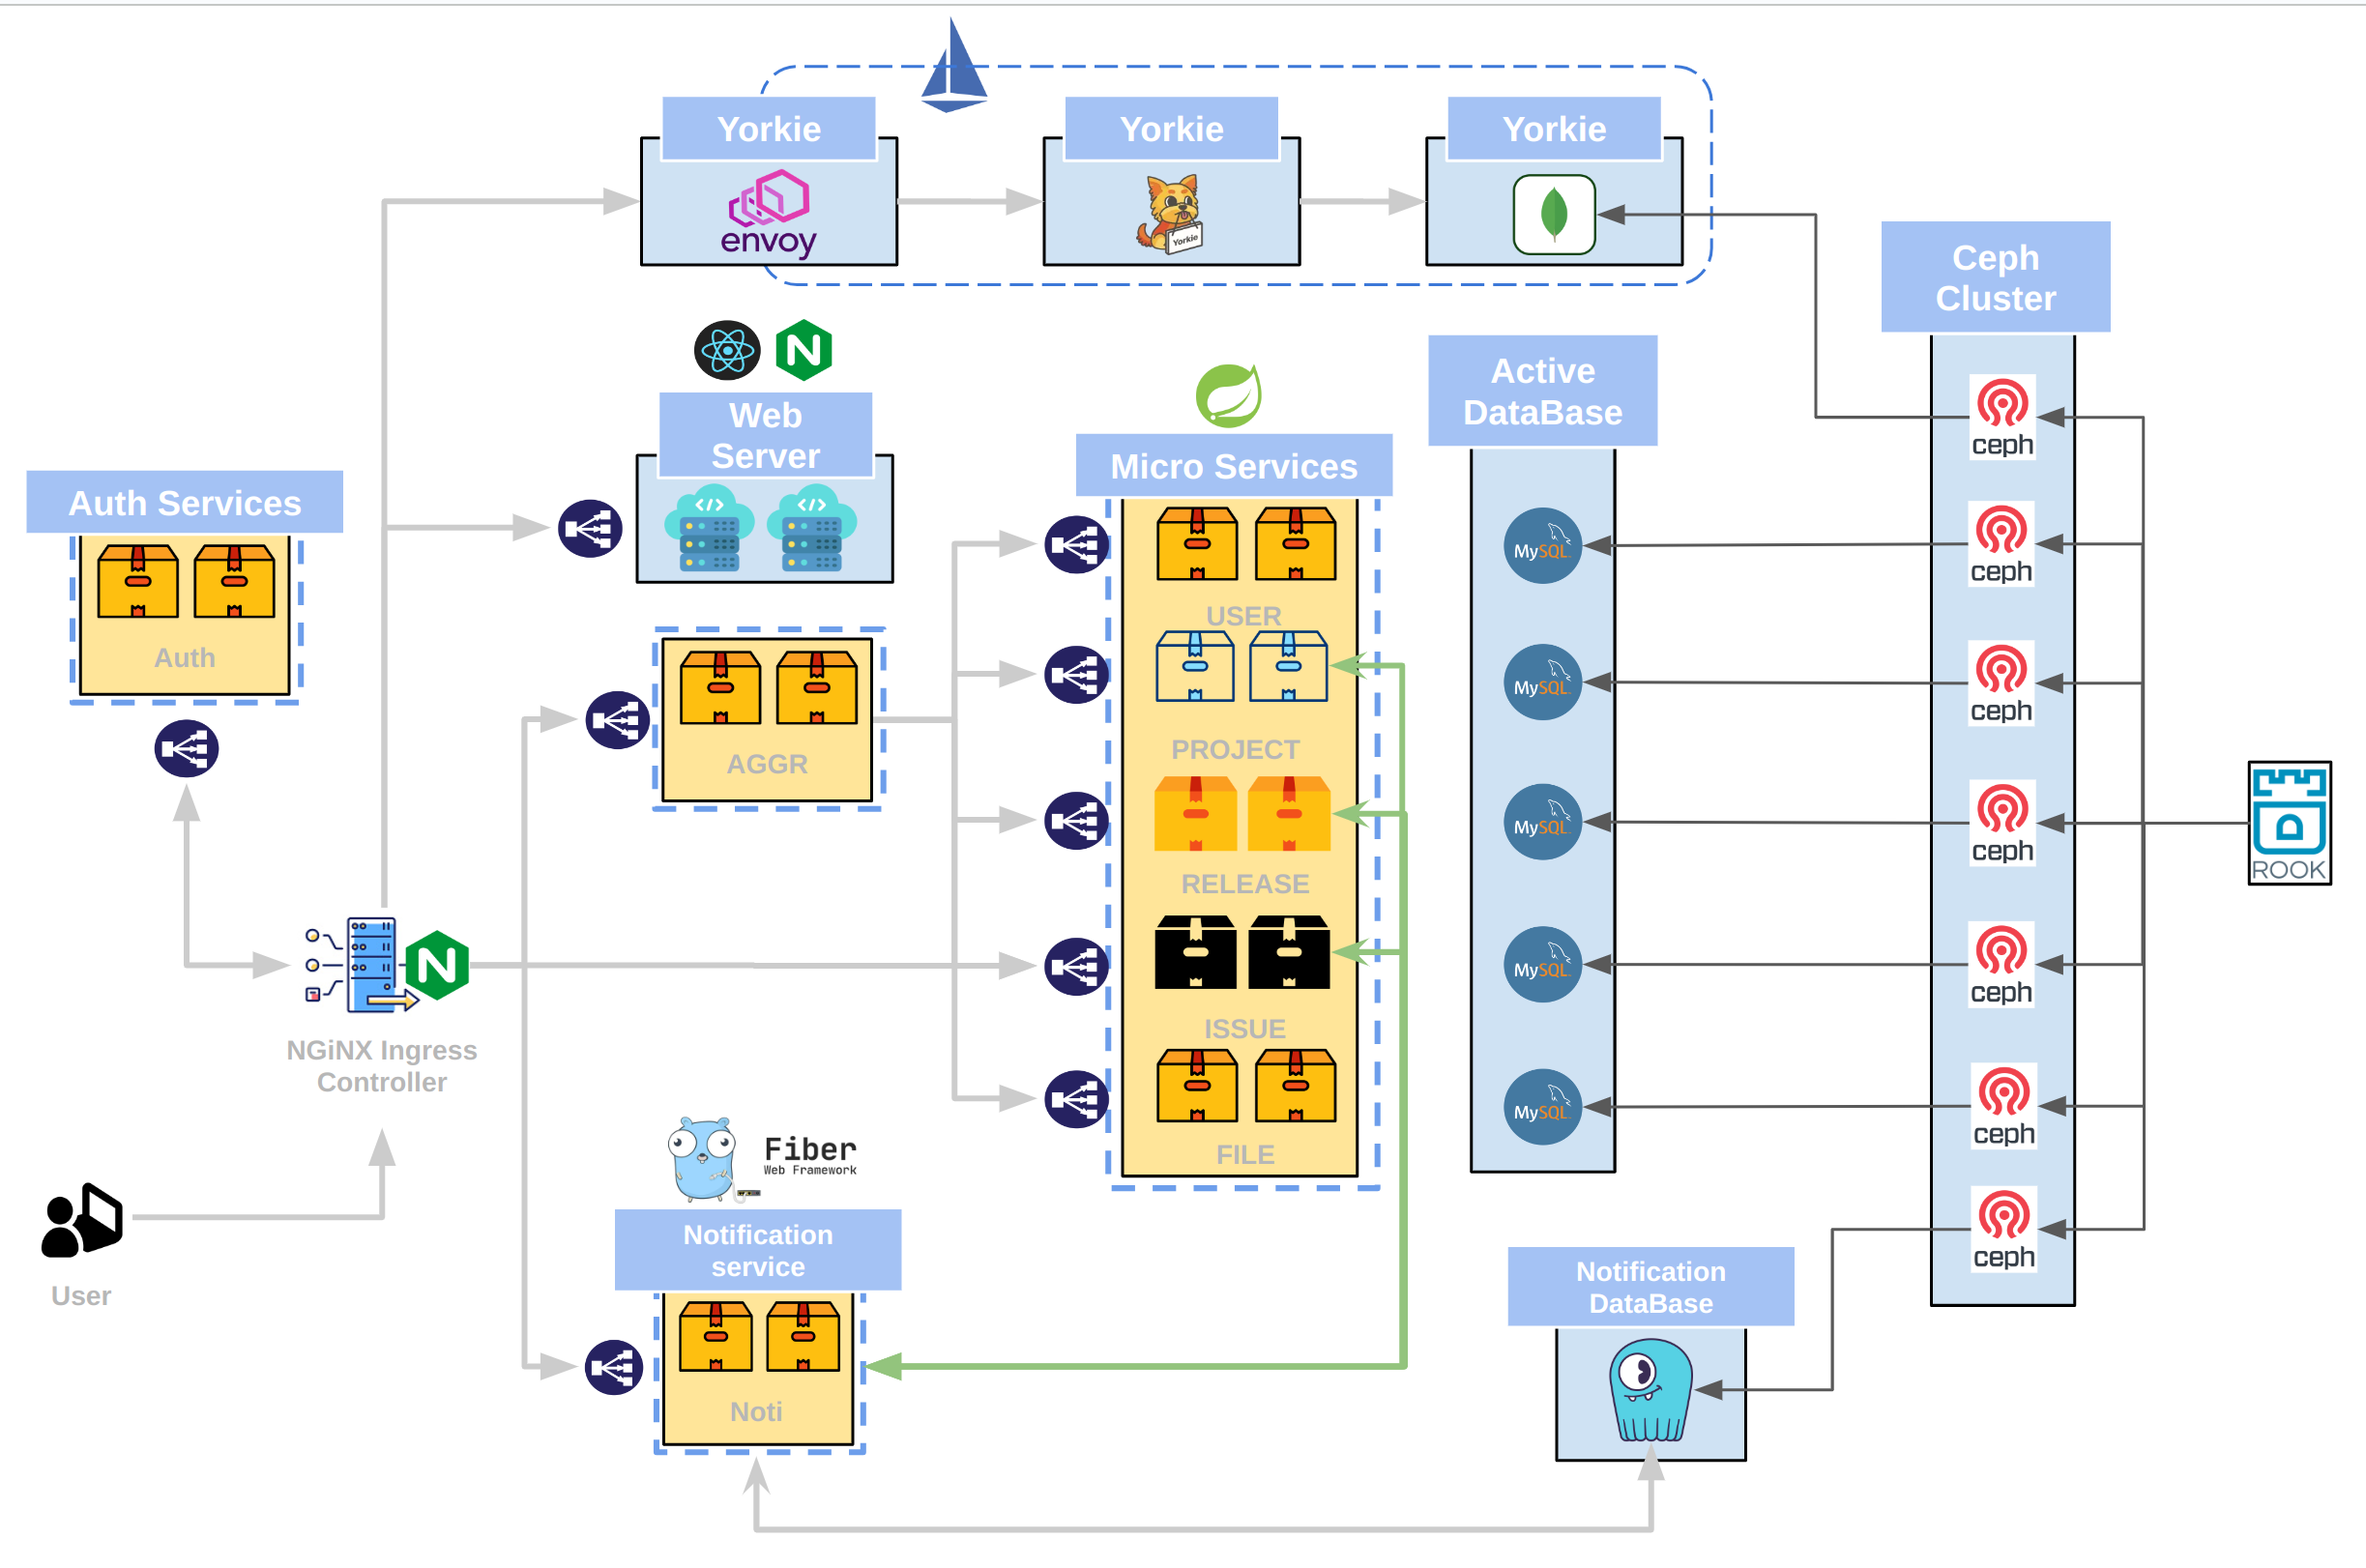 Yorkie
Yorkie
Yorkie
envoy
Yorkie
Ceph
Cluster
Web
Server
Active
DataBase
Micro Services
Auth Services
Auth
USER
PROJECT
RELEASE
ISSUE
FILE
AGGR
MySQL
MySQL
MySQL
MySQL
MySQL
ceph
ceph
ceph
ceph
ceph
ceph
ceph
ROOK
NGiNX Ingress
Controller
User
Fiber
Web Framework
Notification
service
Noti
Notification
DataBase